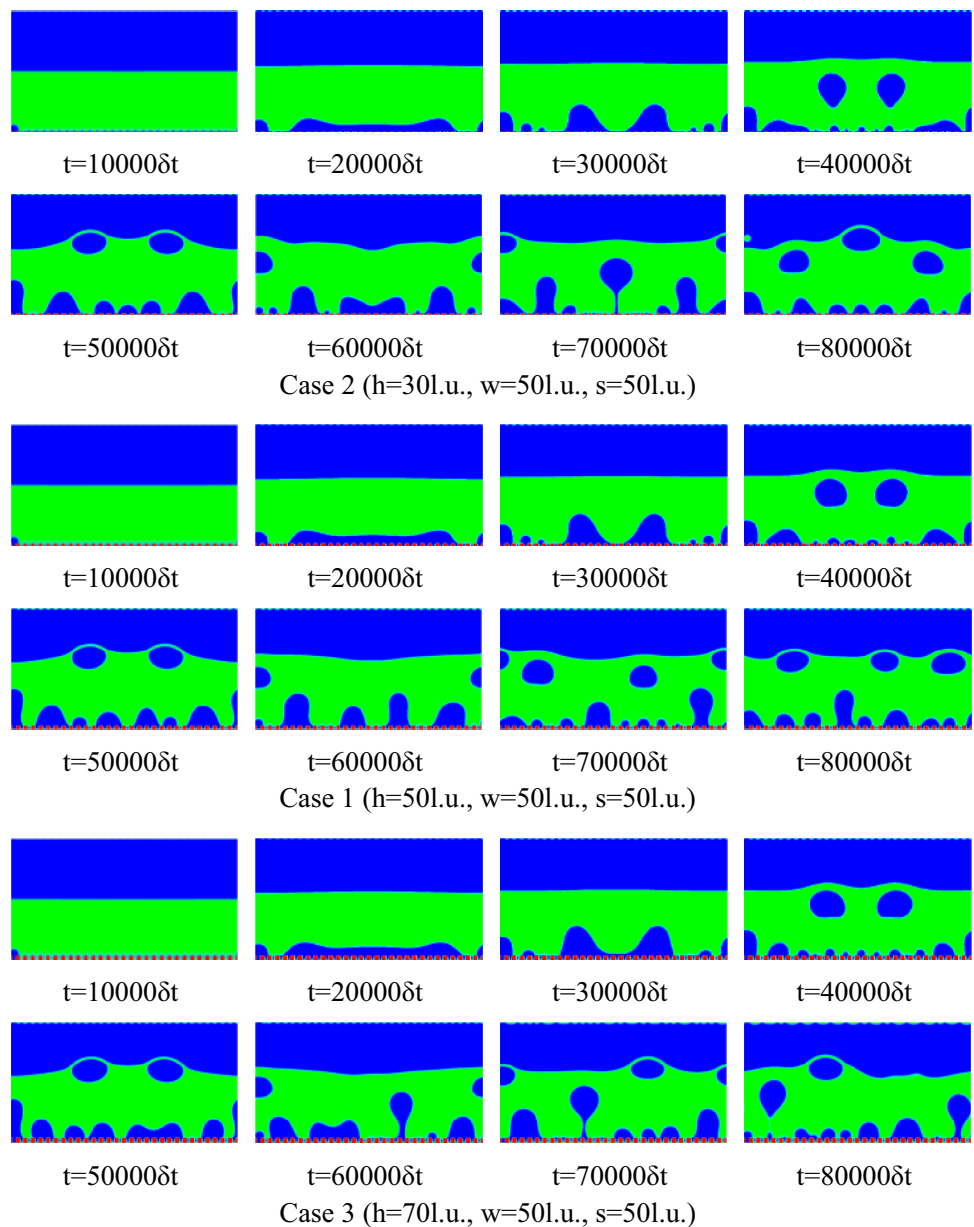 t=10000δt t=20000δt t=30000δt t=40000δt
t=50000δt t=60000δt t=70000δt t=80000δt
Case 2 (h=30l.u., w=50l.u., s=50l.u.)
t=10000δt t=20000δt t=30000δt t=40000δt
t=50000δt t=60000δt t=70000δt t=80000δt
Case 1 (h=50l.u., w=50l.u., s=50l.u.)
t=10000δt t=20000δt t=30000δt t=40000δt
t=50000δt t=60000δt t=70000δt t=80000δt
Case 3 (h=70l.u., w=50l.u., s=50l.u.)